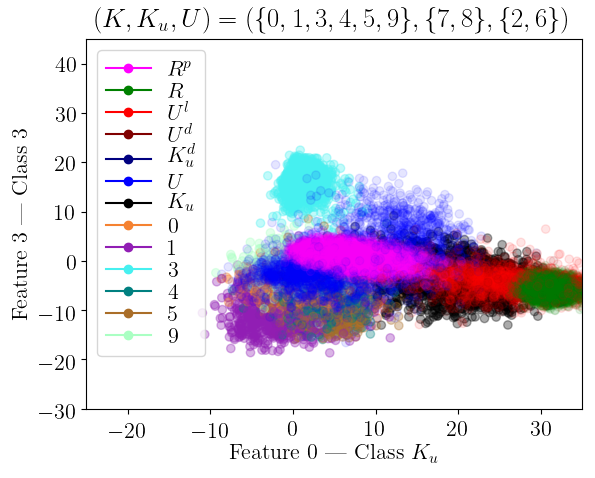 (K, K_u, U) = ({0, 1, 3, 4, 5, 9}, {7, 8}, {2, 6})
40
30
20
10
0
−10
−20
−30
Feature 3 — Class 3
R^p
R
U^l
U^d
K_u^d
U
K_u
0
1
3
4
5
9
−20
−10
0
10
20
30
Feature 0 — Class K_u